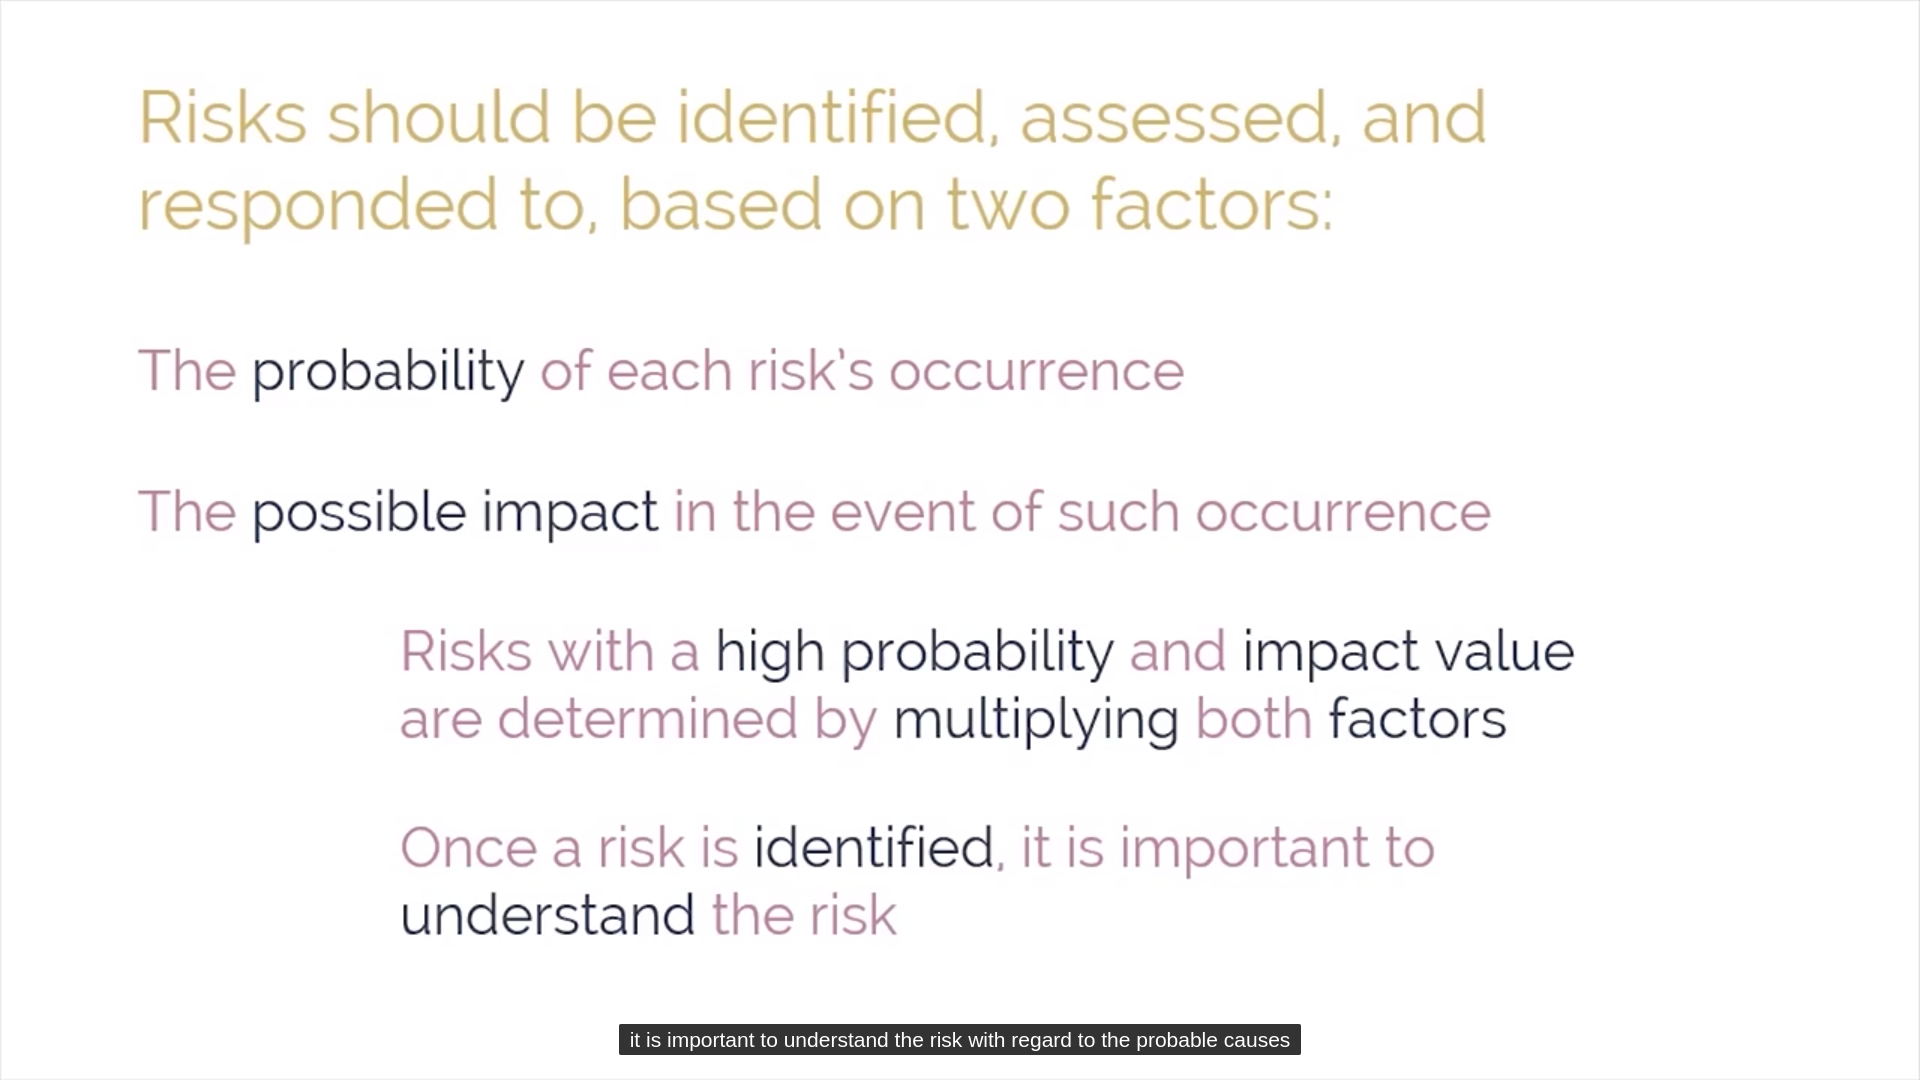 Risks should be identified, assessed, and
responded to, based on two factors:
The probability of each risk's occurrence
The possible impact in the event of such occurrence
Risks with a high probability and impact value
are determined by multiplying both factors
Once a risk is identified, it is important to
understand the risk
it is important to understand the risk with regard to the probable causes